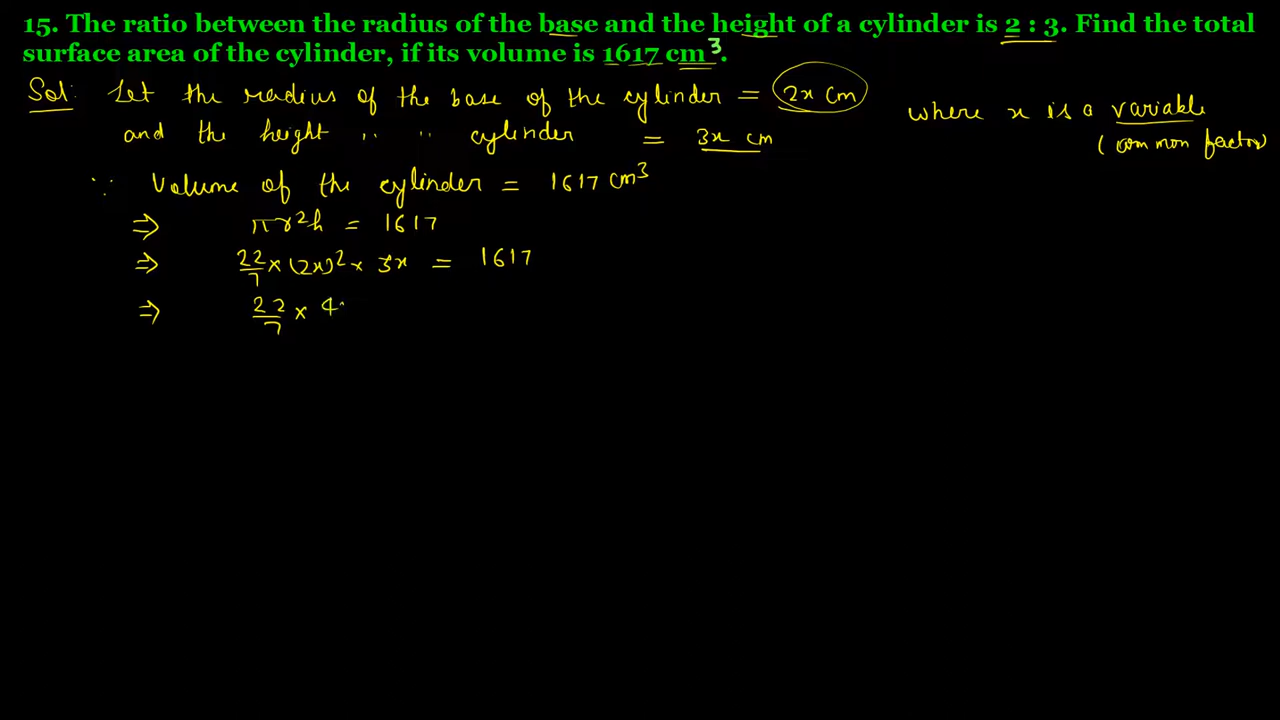 15. The ratio between the radius of the base and the height of a cylinder is 2 : 3. Find the total
surface area of the cylinder, if its volume is 1617 cm³.
Sol: Let the radius of the base of the cylinder = 2x cm where x is a variable
and the height ,, ,, cylinder = 3x cm (common factor)
∵ Volume of the cylinder = 1617 cm³
⇒ πr²h = 1617
⇒ 22/7 × (2x)² × 3x = 1617
⇒ 22/7 × 4